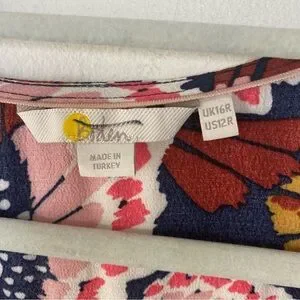 Boden
UK16R
US12R
MADE IN
TURKEY